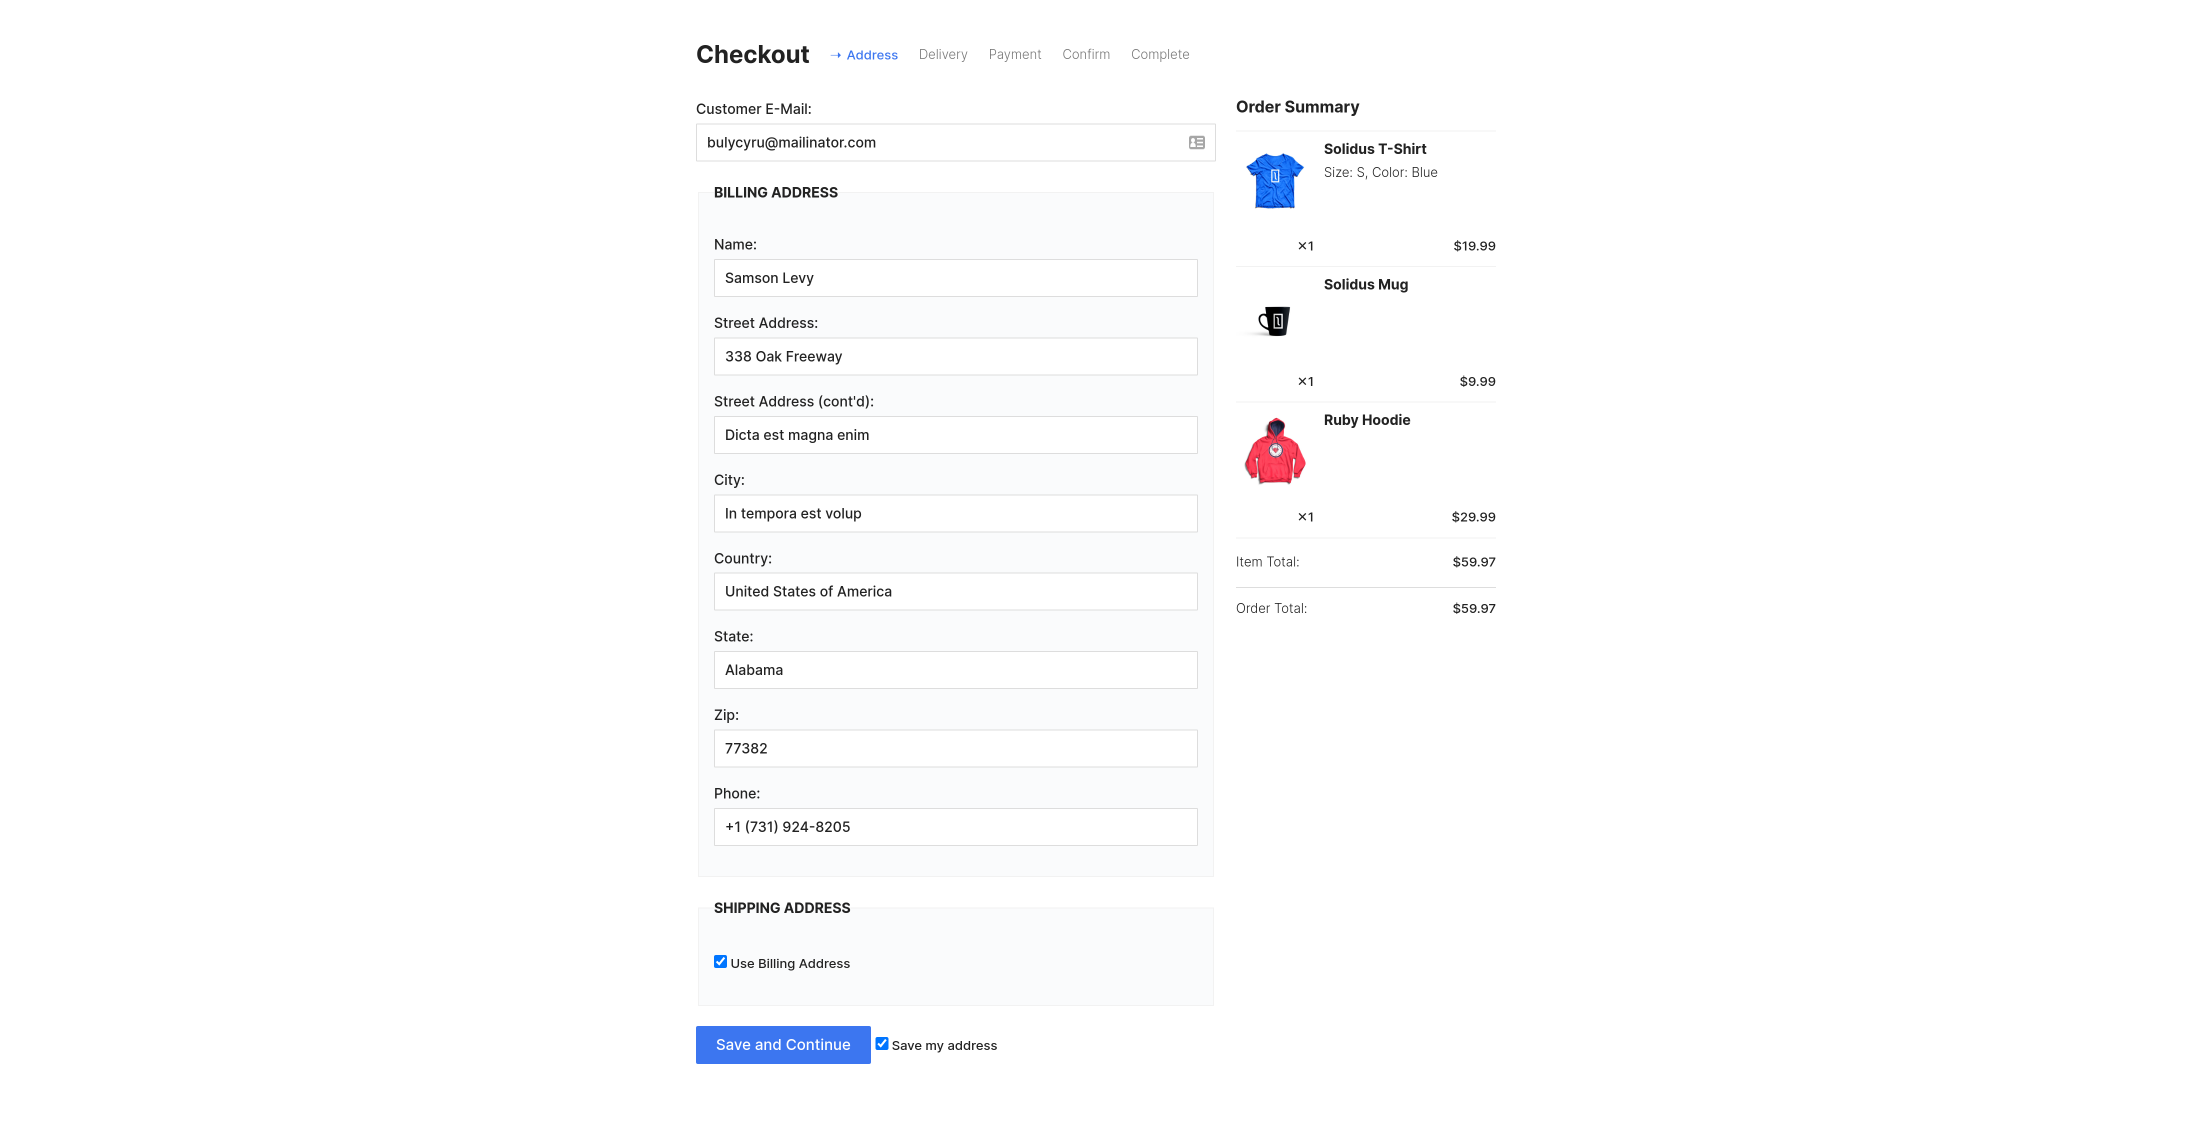 Checkout → Address Delivery Payment Confirm Complete
Customer E-Mail:
bulycyru@mailinator.com
BILLING ADDRESS
Name:
Samson Levy
Street Address:
338 Oak Freeway
Street Address (cont'd):
Dicta est magna enim
City:
In tempora est volup
Country:
United States of America
State:
Alabama
Zip:
77382
Phone:
+1 (731) 924-8205
SHIPPING ADDRESS
Use Billing Address
Save and Continue Save my address
Order Summary
Solidus T-Shirt
Size: S, Color: Blue
×1 $19.99
Solidus Mug
×1 $9.99
Ruby Hoodie
×1 $29.99
Item Total: $59.97
Order Total: $59.97